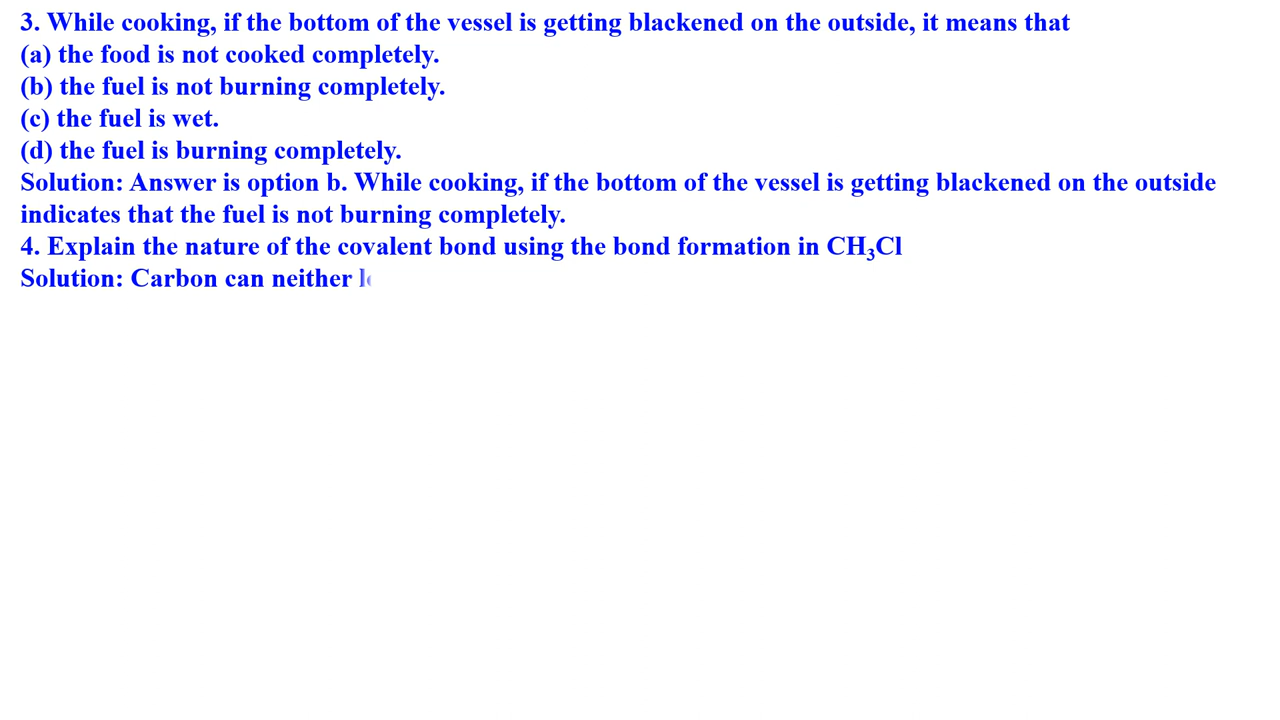 3. While cooking, if the bottom of the vessel is getting blackened on the outside, it means that
(a) the food is not cooked completely.
(b) the fuel is not burning completely.
(c) the fuel is wet.
(d) the fuel is burning completely.
Solution: Answer is option b. While cooking, if the bottom of the vessel is getting blackened on the outside
indicates that the fuel is not burning completely.
4. Explain the nature of the covalent bond using the bond formation in CH₃Cl
Solution: Carbon can neither